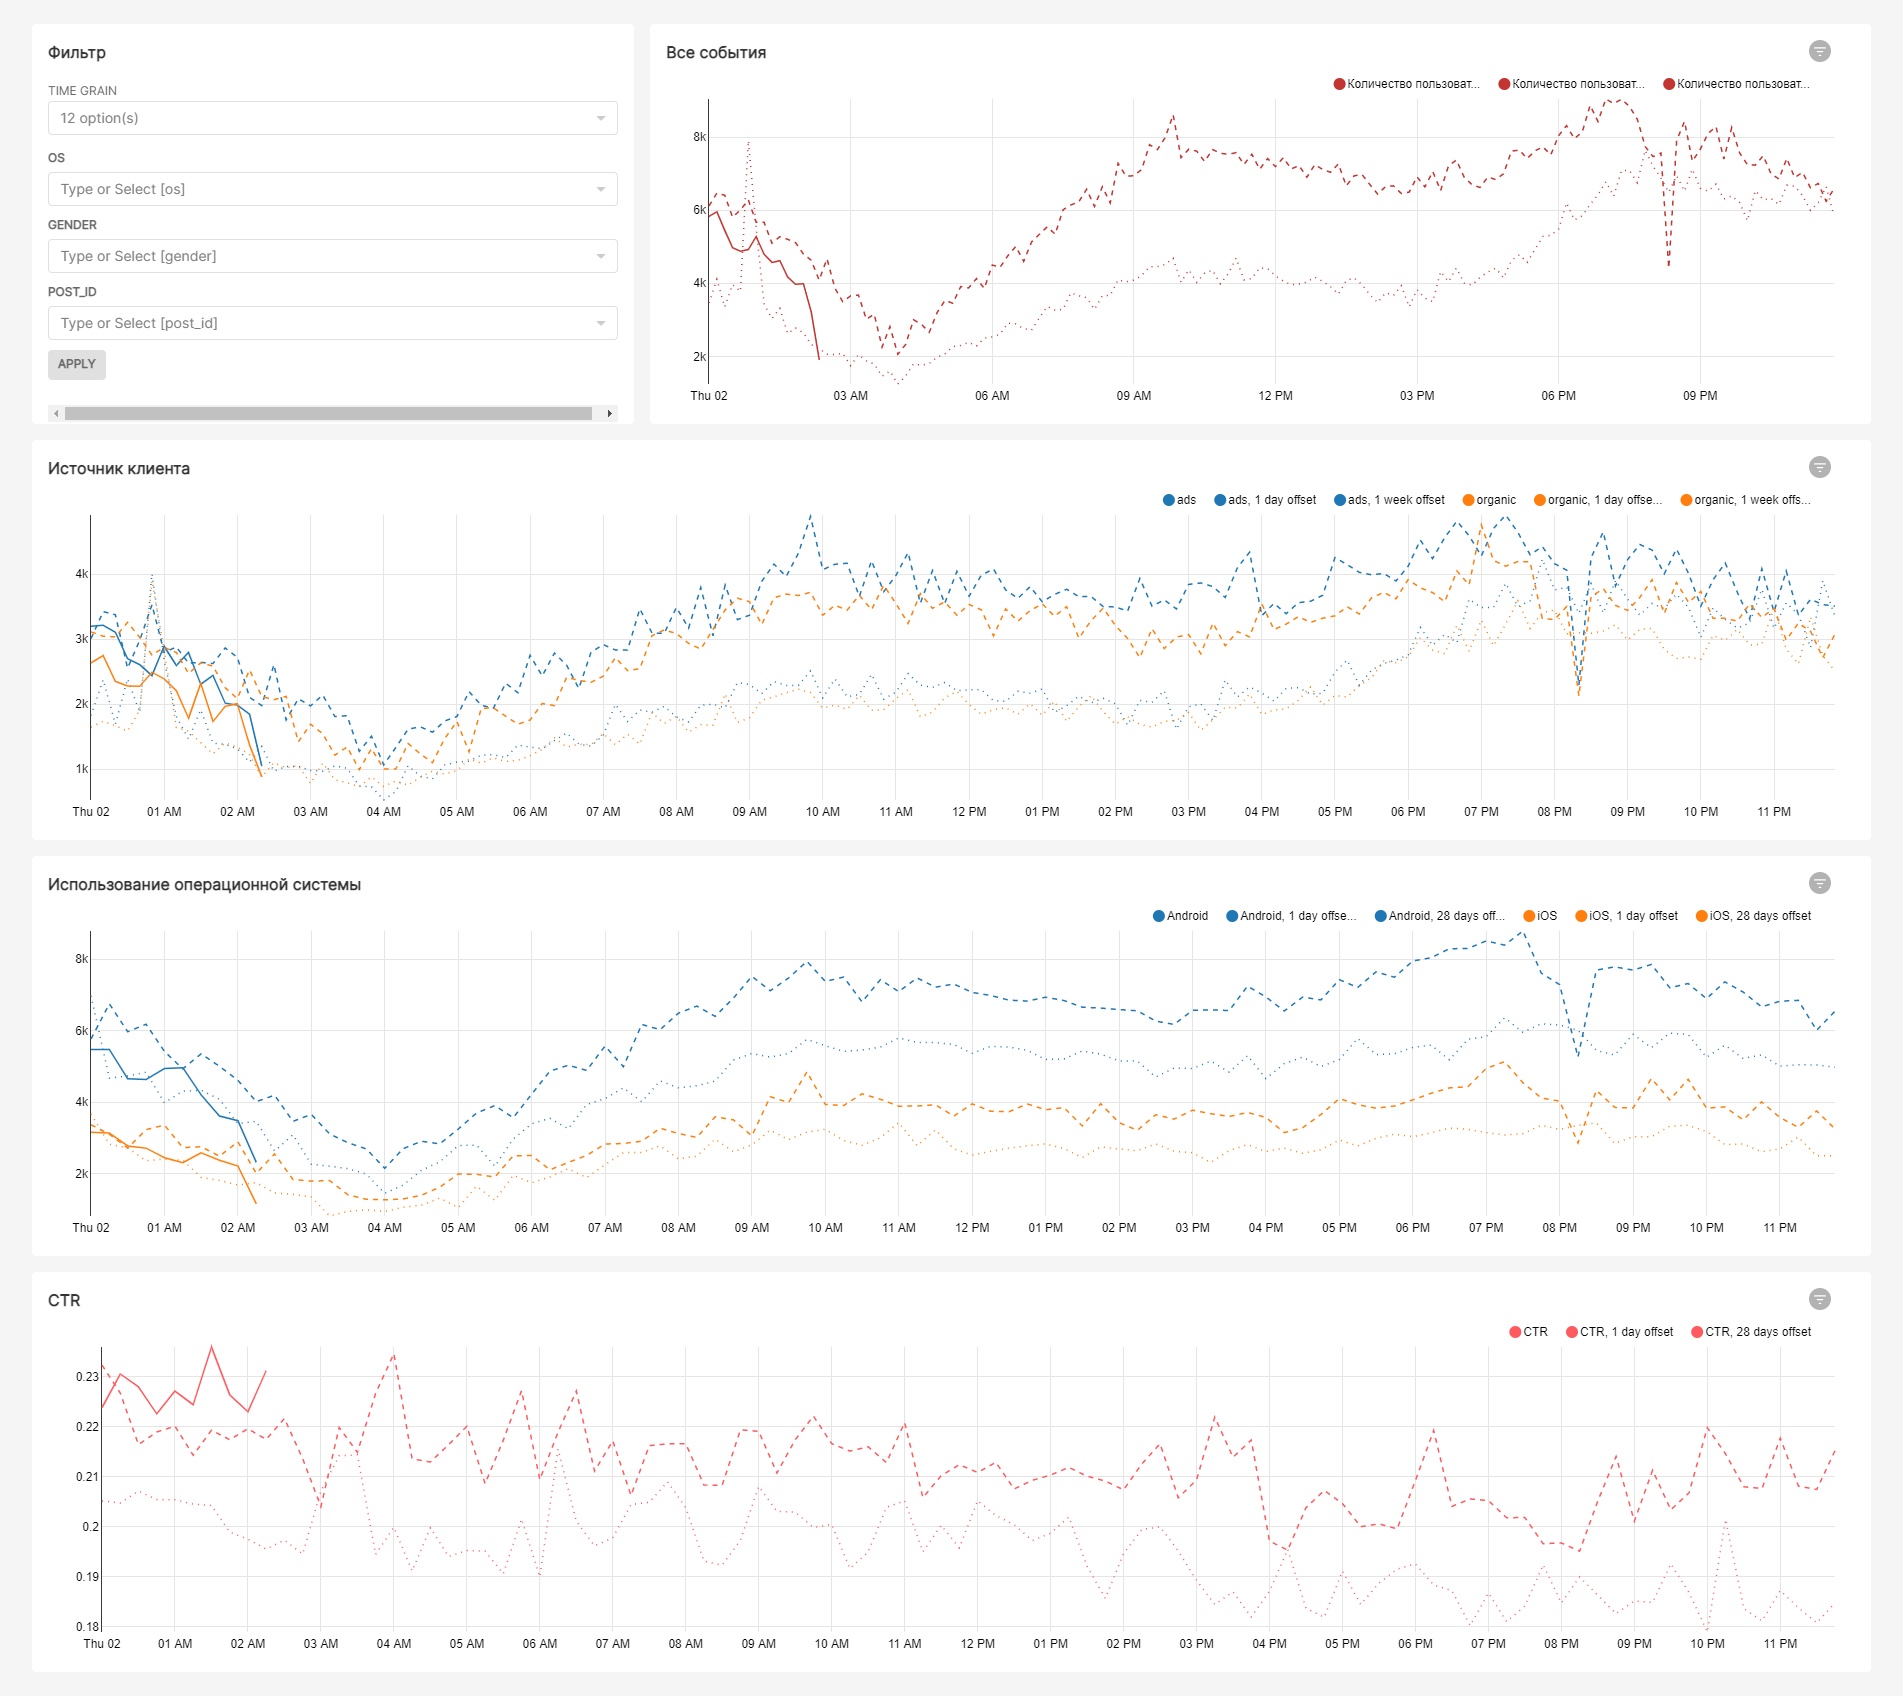 Фильтр
TIME GRAIN
12 option(s)
OS
Type or Select [os]
GENDER
Type or Select [gender]
POST_ID
Type or Select [post_id]
APPLY
Все события
Количество пользоват... Количество пользоват... Количество пользоват...
8k
6k
4k
2k
Thu 02 03 AM 06 AM 09 AM 12 PM 03 PM 06 PM 09 PM
Источник клиента
ads ads, 1 day offset ads, 1 week offset organic organic, 1 day offse... organic, 1 week offs...
4k
3k
2k
1k
Thu 02 01 AM 02 AM 03 AM 04 AM 05 AM 06 AM 07 AM 08 AM 09 AM 10 AM 11 AM 12 PM 01 PM 02 PM 03 PM 04 PM 05 PM 06 PM 07 PM 08 PM 09 PM 10 PM 11 PM
Использование операционной системы
Android Android, 1 day offse... Android, 28 days off... iOS iOS, 1 day offset iOS, 28 days offset
8k
6k
4k
2k
Thu 02 01 AM 02 AM 03 AM 04 AM 05 AM 06 AM 07 AM 08 AM 09 AM 10 AM 11 AM 12 PM 01 PM 02 PM 03 PM 04 PM 05 PM 06 PM 07 PM 08 PM 09 PM 10 PM 11 PM
CTR
CTR CTR, 1 day offset CTR, 28 days offset
0.23
0.22
0.21
0.2
0.19
0.18
Thu 02 01 AM 02 AM 03 AM 04 AM 05 AM 06 AM 07 AM 08 AM 09 AM 10 AM 11 AM 12 PM 01 PM 02 PM 03 PM 04 PM 05 PM 06 PM 07 PM 08 PM 09 PM 10 PM 11 PM